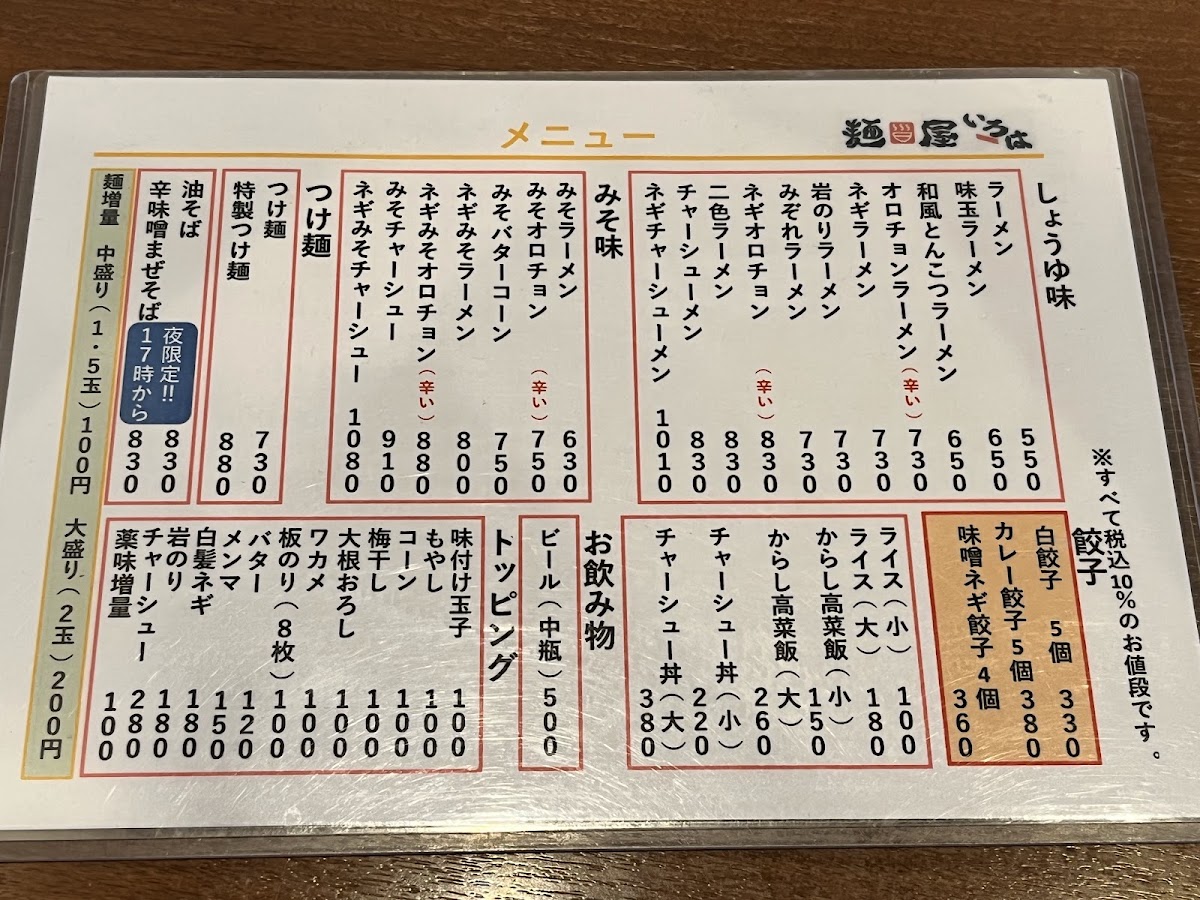 メニュー
麺屋いろは
※すべて税込10%のお値段です。
しょうゆ味
ラーメン 550
味玉ラーメン 650
和風とんこつラーメン 650
オロチョンラーメン(辛い) 730
ネギラーメン 730
岩のりラーメン 730
みぞれラーメン 730
ネギオロチョン(辛い) 830
二色ラーメン 830
チャーシューメン 830
ネギチャーシューメン 1010
みそ味
みそラーメン 630
みそオロチョン(辛い) 750
みそバターコーン 750
ネギみそラーメン 800
ネギみそオロチョン(辛い) 880
みそチャーシュー 910
ネギみそチャーシュー 1080
つけ麺
つけ麺 730
特製つけ麺 880
油そば 830
辛味噌まぜそば 830
夜限定!!
17時から
餃子
白餃子 5個 330
カレー餃子5個 380
味噌ネギ餃子4個 360
ライス(小) 100
ライス(大) 180
からし高菜飯(小) 150
からし高菜飯(大) 260
チャーシュー丼(小) 220
チャーシュー丼(大) 380
お飲み物
ビール(中瓶)500
トッピング
味付け玉子 100
もやし 100
コーン 100
梅干し 100
大根おろし 100
ワカメ 100
板のり(8枚) 100
バター 120
メンマ 150
白髪ネギ 180
岩のり 180
チャーシュー 280
薬味増量 100
麺増量 中盛り(1・5玉)100円 大盛り(2玉)200円